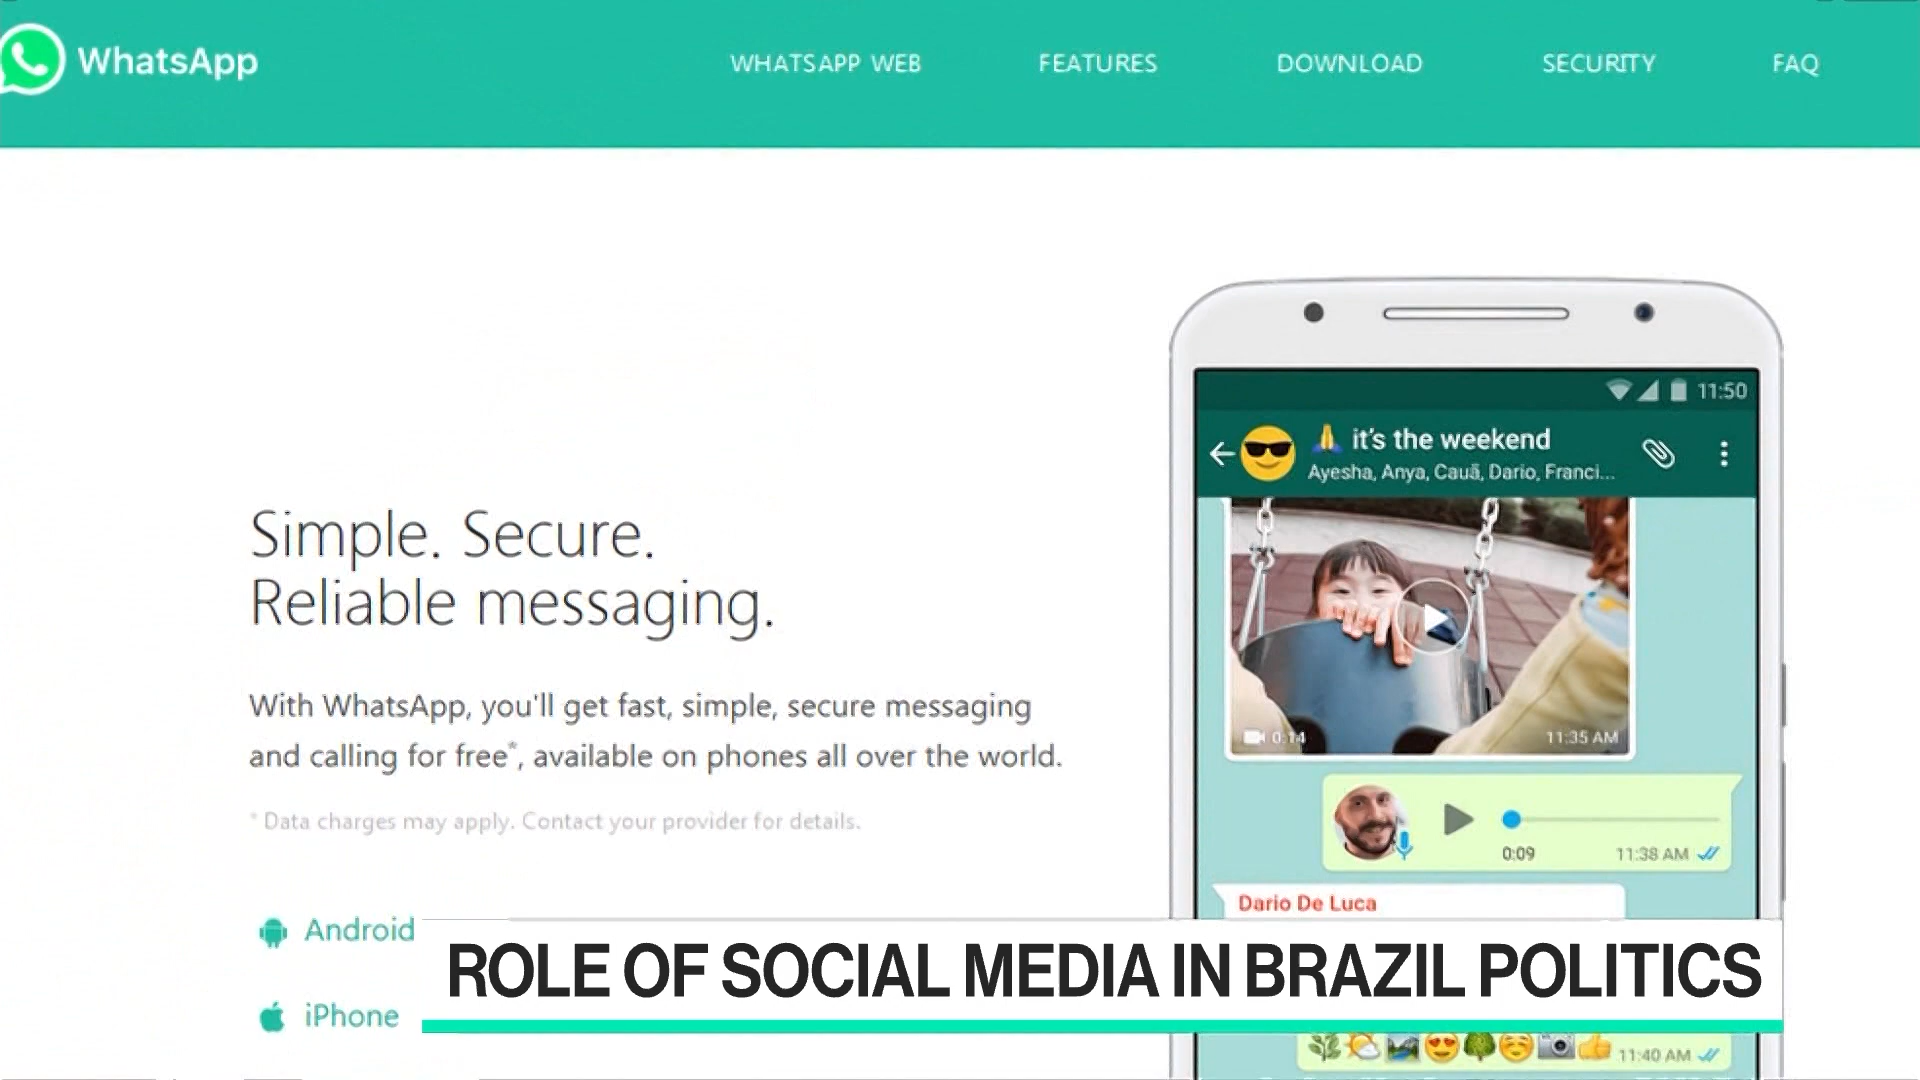 WhatsApp
WHATSAPP WEB
FEATURES
DOWNLOAD
SECURITY
FAQ
Simple. Secure.
Reliable messaging.
With WhatsApp, you'll get fast, simple, secure messaging
and calling for free*, available on phones all over the world.
* Data charges may apply. Contact your provider for details.
Android
iPhone
11:50
it's the weekend
Ayesha, Anya, Cauã, Dario, Franci...
0:14
11:35 AM
0:09
11:38 AM
Dario De Luca
ROLE OF SOCIAL MEDIA IN BRAZIL POLITICS
11:40 AM